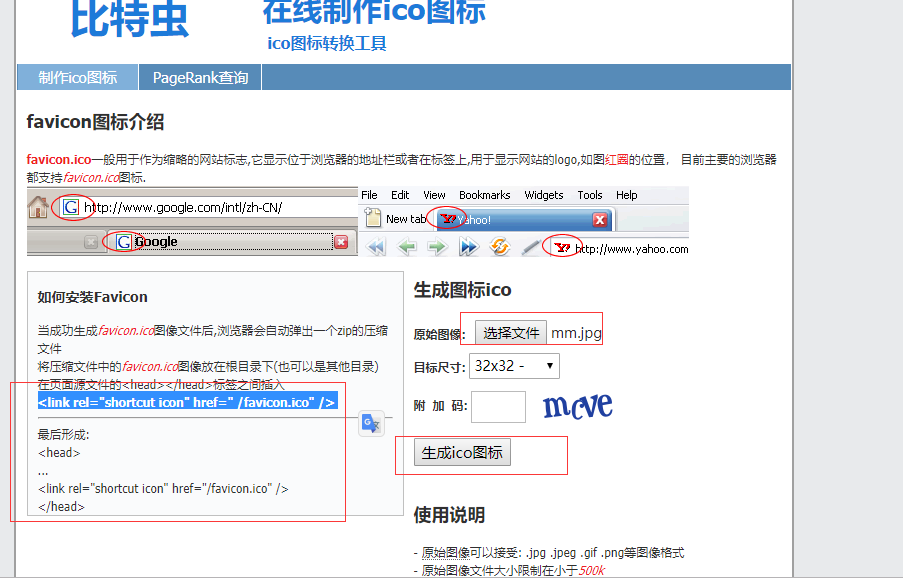 比特虫
在线制作ico图标
ico图标转换工具
制作ico图标 PageRank查询
favicon图标介绍
favicon.ico一般用于作为缩略的网站标志,它显示位于浏览器的地址栏或者在标签上,用于显示网站的logo,如图红圈的位置， 目前主要的浏览器
都支持favicon.ico图标.
http://www.google.com/intl/zh-CN/
Google
File Edit View Bookmarks Widgets Tools Help
New tab Yahoo!
http://www.yahoo.com
如何安装Favicon
当成功生成favicon.ico图像文件后,浏览器会自动弹出一个zip的压缩
文件
将压缩文件中的favicon.ico图像放在根目录下(也可以是其他目录)
在页面源文件的<head></head>标签之间插入
<link rel="shortcut icon" href=" /favicon.ico" />
最后形成:
<head>
...
<link rel="shortcut icon" href="/favicon.ico" />
</head>
生成图标ico
原始图像: 选择文件 mm.jpg
目标尺寸: 32x32 -
附 加 码: mcve
生成ico图标
使用说明
- 原始图像可以接受: .jpg .jpeg .gif .png等图像格式
- 原始图像文件大小限制在小于500k